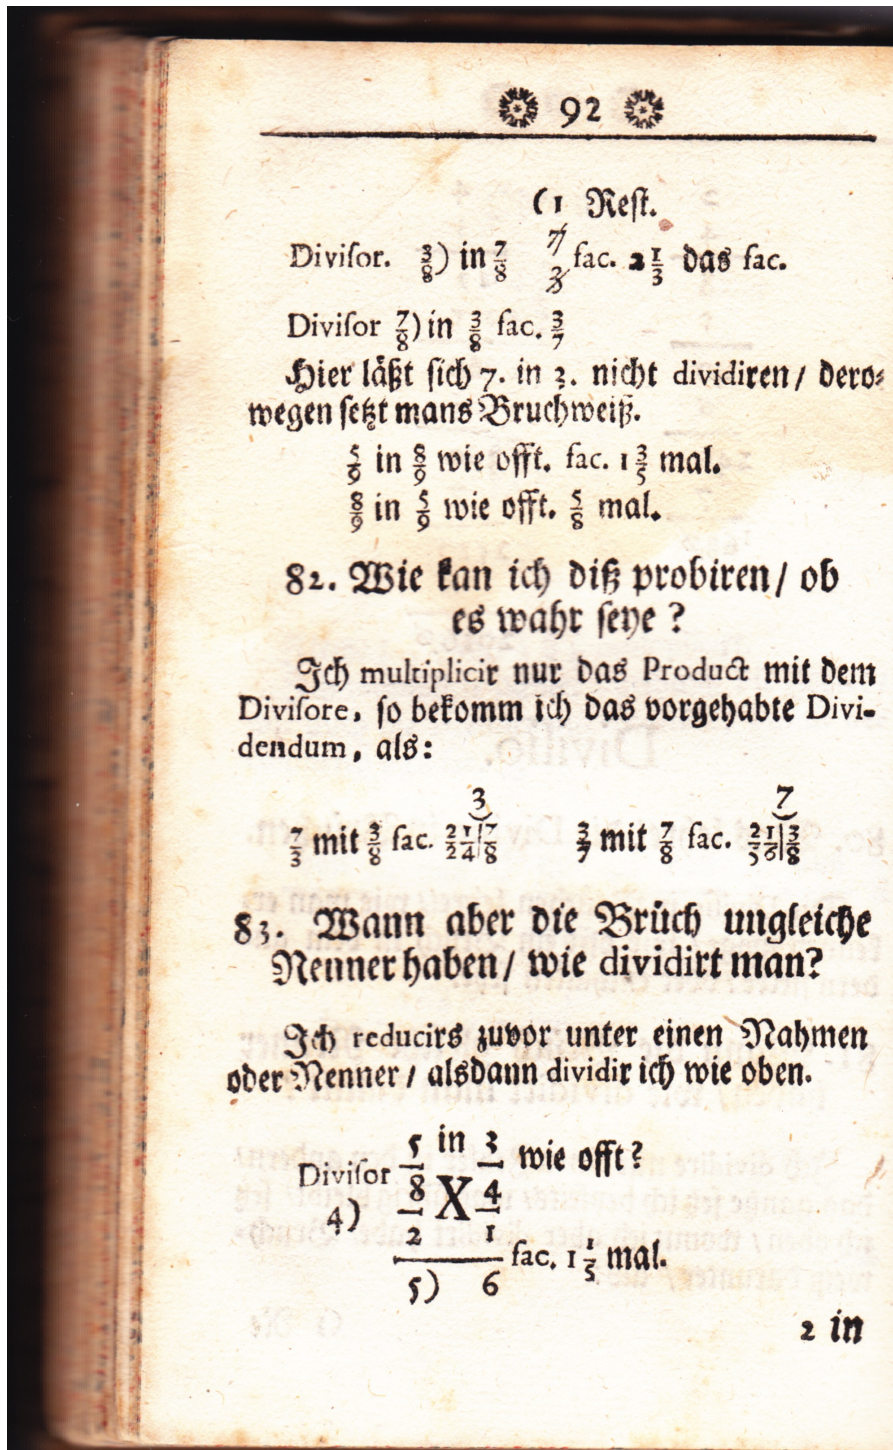 92
(1 Reſt.
Diviſor. 3/8) in 7/8 7/3 fac. 2 1/3 das fac.
Diviſor 7/8) in 3/8 fac. 3/7
Hier läßt ſich 7. in 3. nicht dividiren/ dero⸗
wegen ſetzt mans Bruchweiß.
5/9 in 8/9 wie offt. fac. 1 3/5 mal.
8/9 in 5/9 wie offt. 5/8 mal.
82. Wie kan ich diß probiren/ ob
es wahr ſeye?
Ich multiplicir nur das Product mit dem
Diviſore, ſo bekomm ich das vorgehabte Divi-
dendum, als:
3 7
7/3 mit 3/8 fac. 21/24|7/8 3/7 mit 7/8 fac. 21/56|3/8
83. Wann aber die Brüch ungleiche
Nenner haben/ wie dividirt man?
Ich reducirs zuvor unter einen Nahmen
oder Nenner/ alsdann dividir ich wie oben.
Diviſor 5/8 in 3/4 wie offt?
4) X
2 1
5) 6 fac. 1 1/5 mal.
2 in